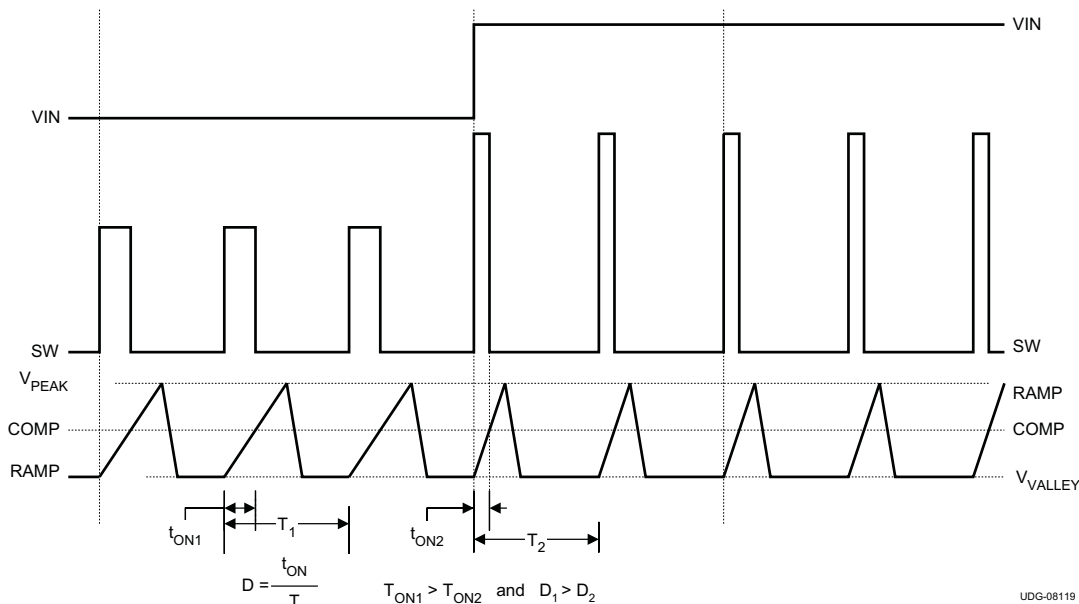 VIN
VIN
SW
SW
VPEAK
RAMP
COMP
COMP
RAMP
VVALLEY
tON1
T1
tON2
T2
D = tON
T
TON1 > TON2 and D1 > D2
UDG-08119